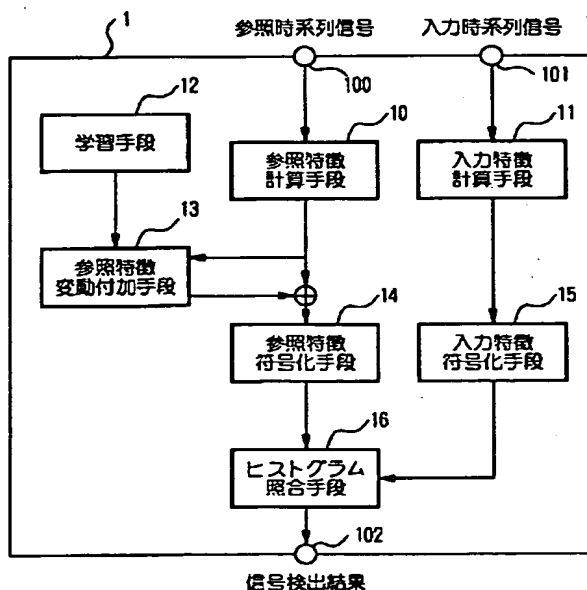 1
参照時系列信号
入力時系列信号
100
101
12
学習手段
10
参照特徴
計算手段
11
入力特徴
計算手段
13
参照特徴
変動付加手段
14
参照特徴
符号化手段
15
入力特徴
符号化手段
16
ヒストグラム
照合手段
102
信号検出結果